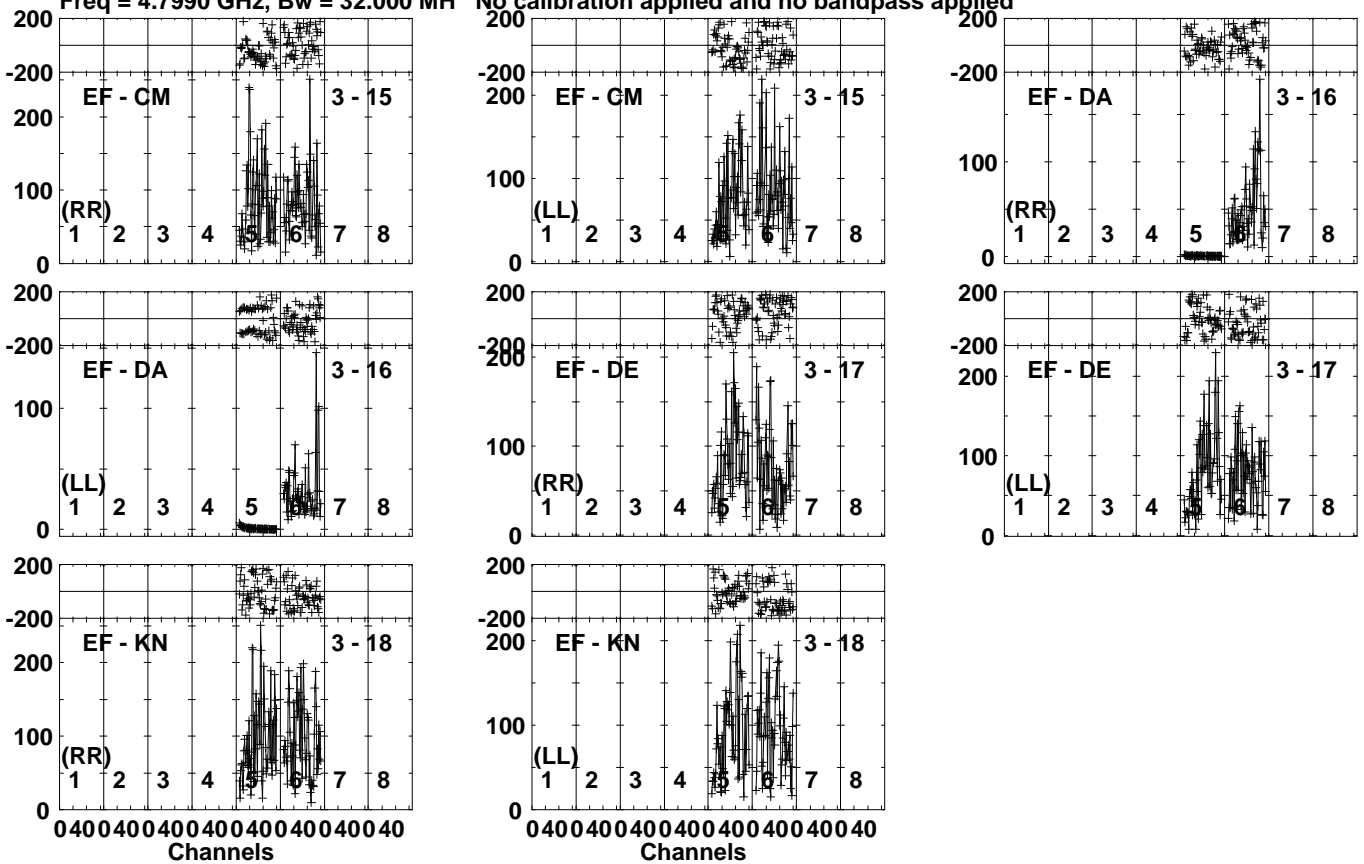 Freq = 4.7990 GHz, Bw = 32.000 MH No calibration applied and no bandpass applied
200
-200
EF - CM 3 - 15
200
100
(RR)
1 2 3 4 5 6 7 8
0
200
-200
EF - CM 3 - 15
200
100
(LL)
1 2 3 4 5 6 7 8
0
200
-200
EF - DA 3 - 16
100
(RR)
1 2 3 4 5 6 7 8
0
200
-200
EF - DA 3 - 16
100
(LL)
1 2 3 4 5 6 7 8
0
200
-200
200
EF - DE 3 - 17
100
(RR)
1 2 3 4 5 6 7 8
0
200
-200
EF - DE 3 - 17
200
100
(LL)
1 2 3 4 5 6 7 8
0
200
-200
EF - KN 3 - 18
200
100
(RR)
1 2 3 4 5 6 7 8
0
0 40 0 40 0 40 0 40 0 40 0 40 0 40 0 40
Channels
200
-200
EF - KN 3 - 18
200
100
(LL)
1 2 3 4 5 6 7 8
0
0 40 0 40 0 40 0 40 0 40 0 40 0 40 0 40
Channels